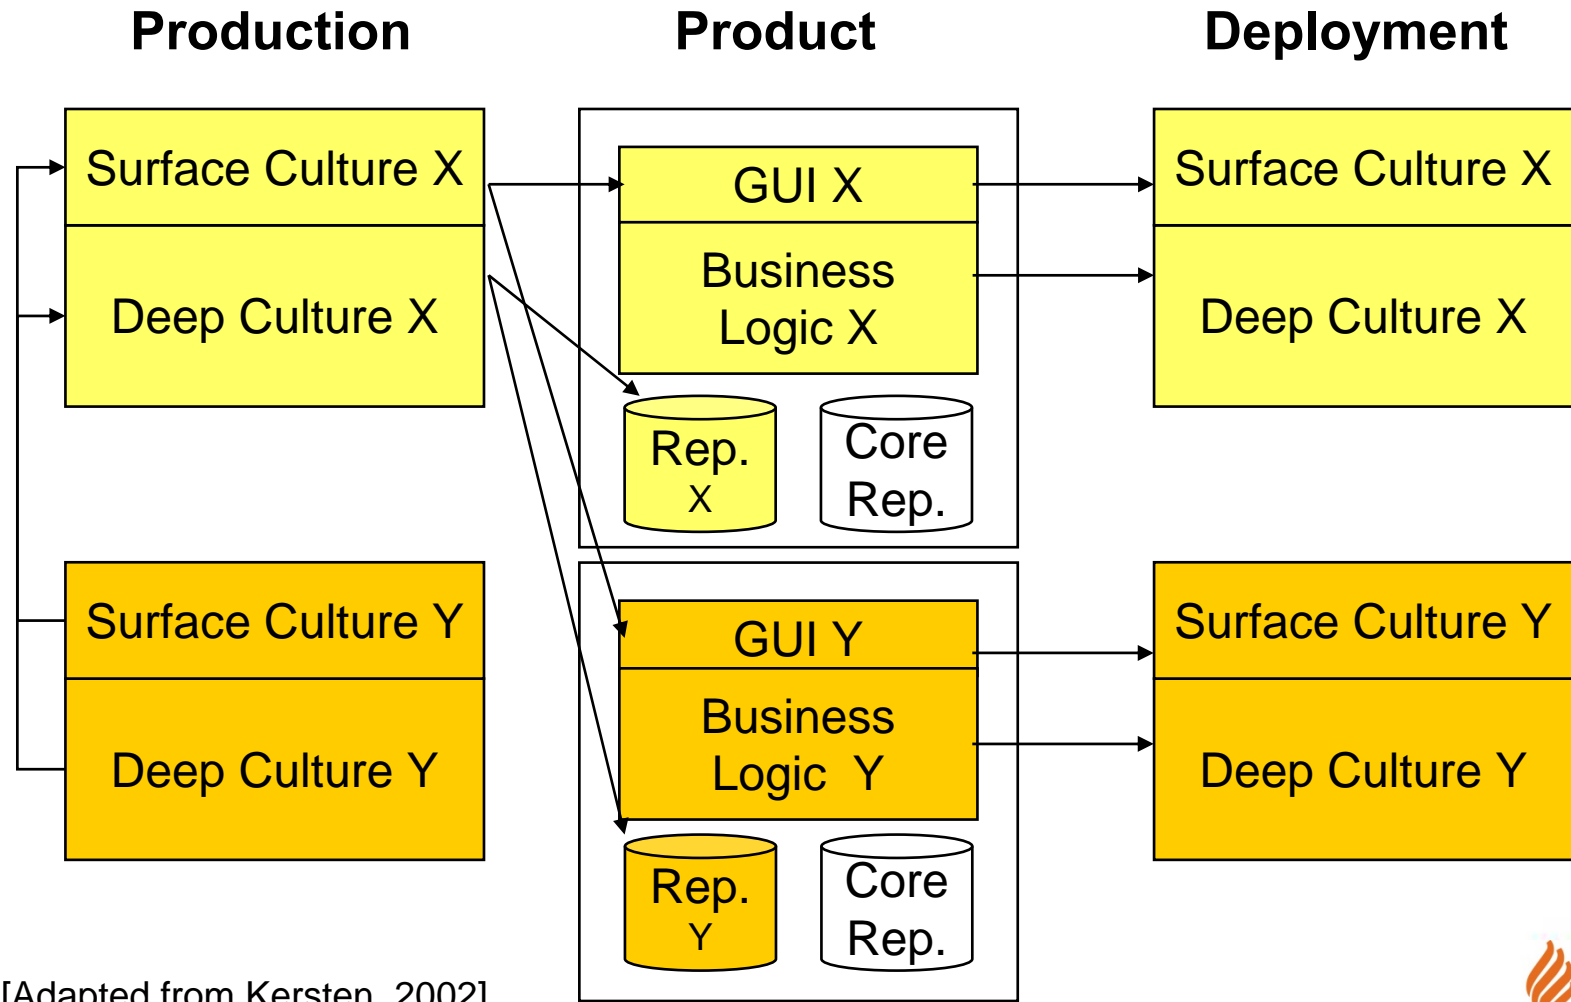 Production
Product
Deployment
Surface Culture X
Deep Culture X
GUI X
Business
Logic X
Rep.
X
Core
Rep.
Surface Culture X
Deep Culture X
Surface Culture Y
Deep Culture Y
GUI Y
Business
Logic Y
Rep.
Y
Core
Rep.
Surface Culture Y
Deep Culture Y
[Adapted from Kersten, 2002]